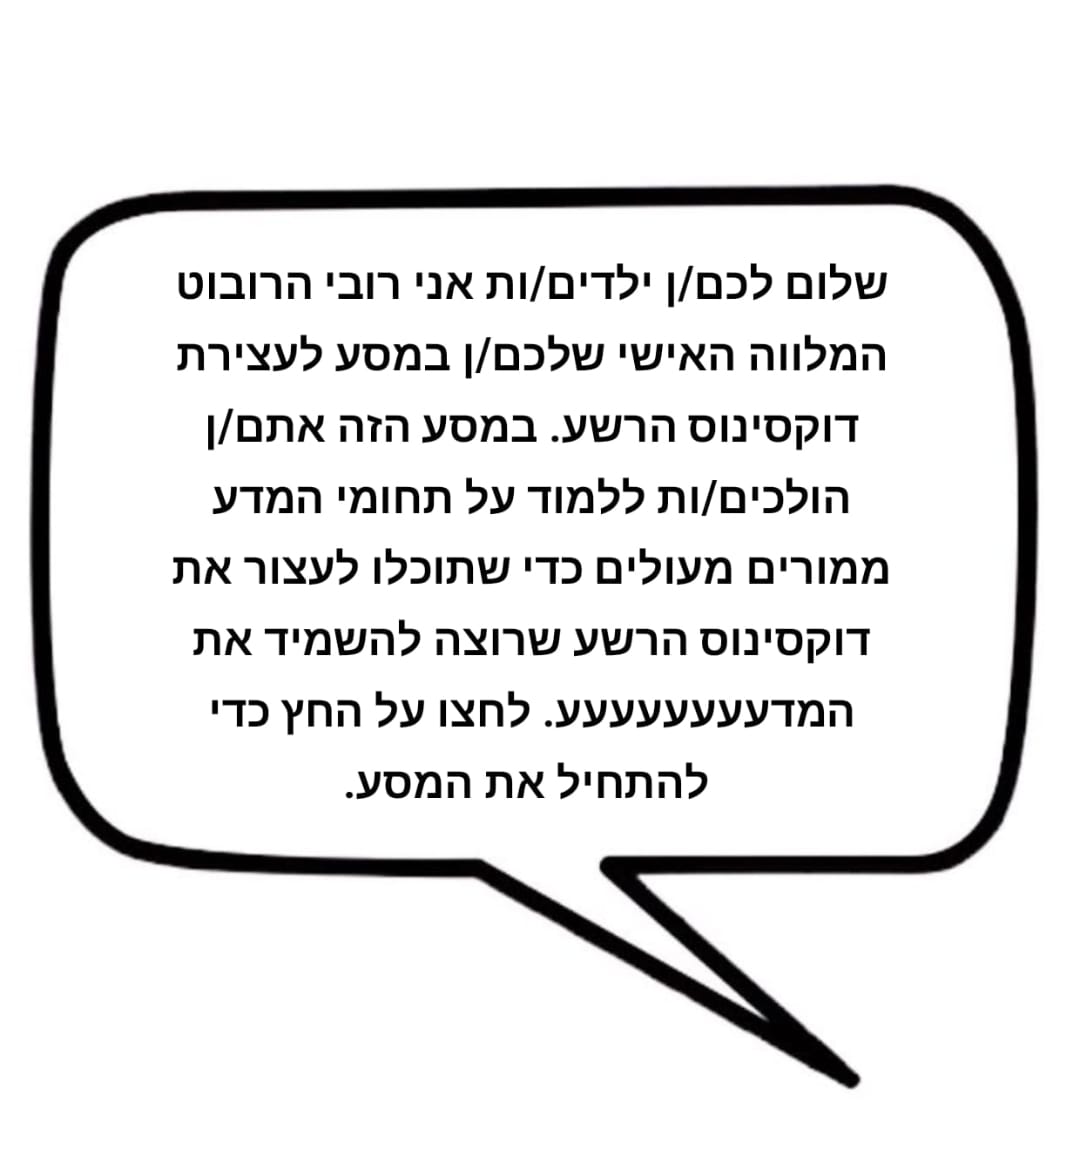 שלום לכם/ן ילדים/ות אני רובי הרובוט
המלווה האישי שלכם/ן במסע לעצירת
דוקסינוס הרשע. במסע הזה אתם/ן
הולכים/ות ללמוד על תחומי המדע
ממורים מעולים כדי שתוכלו לעצור את
דוקסינוס הרשע שרוצה להשמיד את
המדעעעעעעעע. לחצו על החץ כדי
להתחיל את המסע.